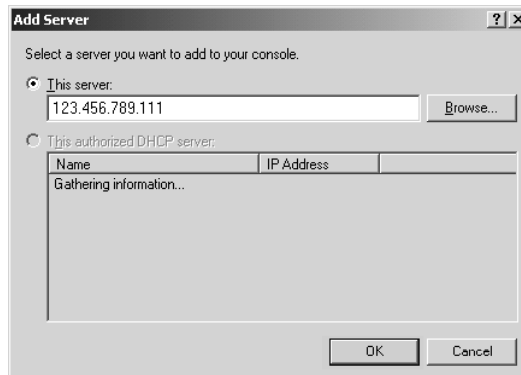 Add Server
Select a server you want to add to your console.
This server:
123.456.789.111
Browse...
This authorized DHCP server:
Name IP Address
Gathering information...
OK Cancel